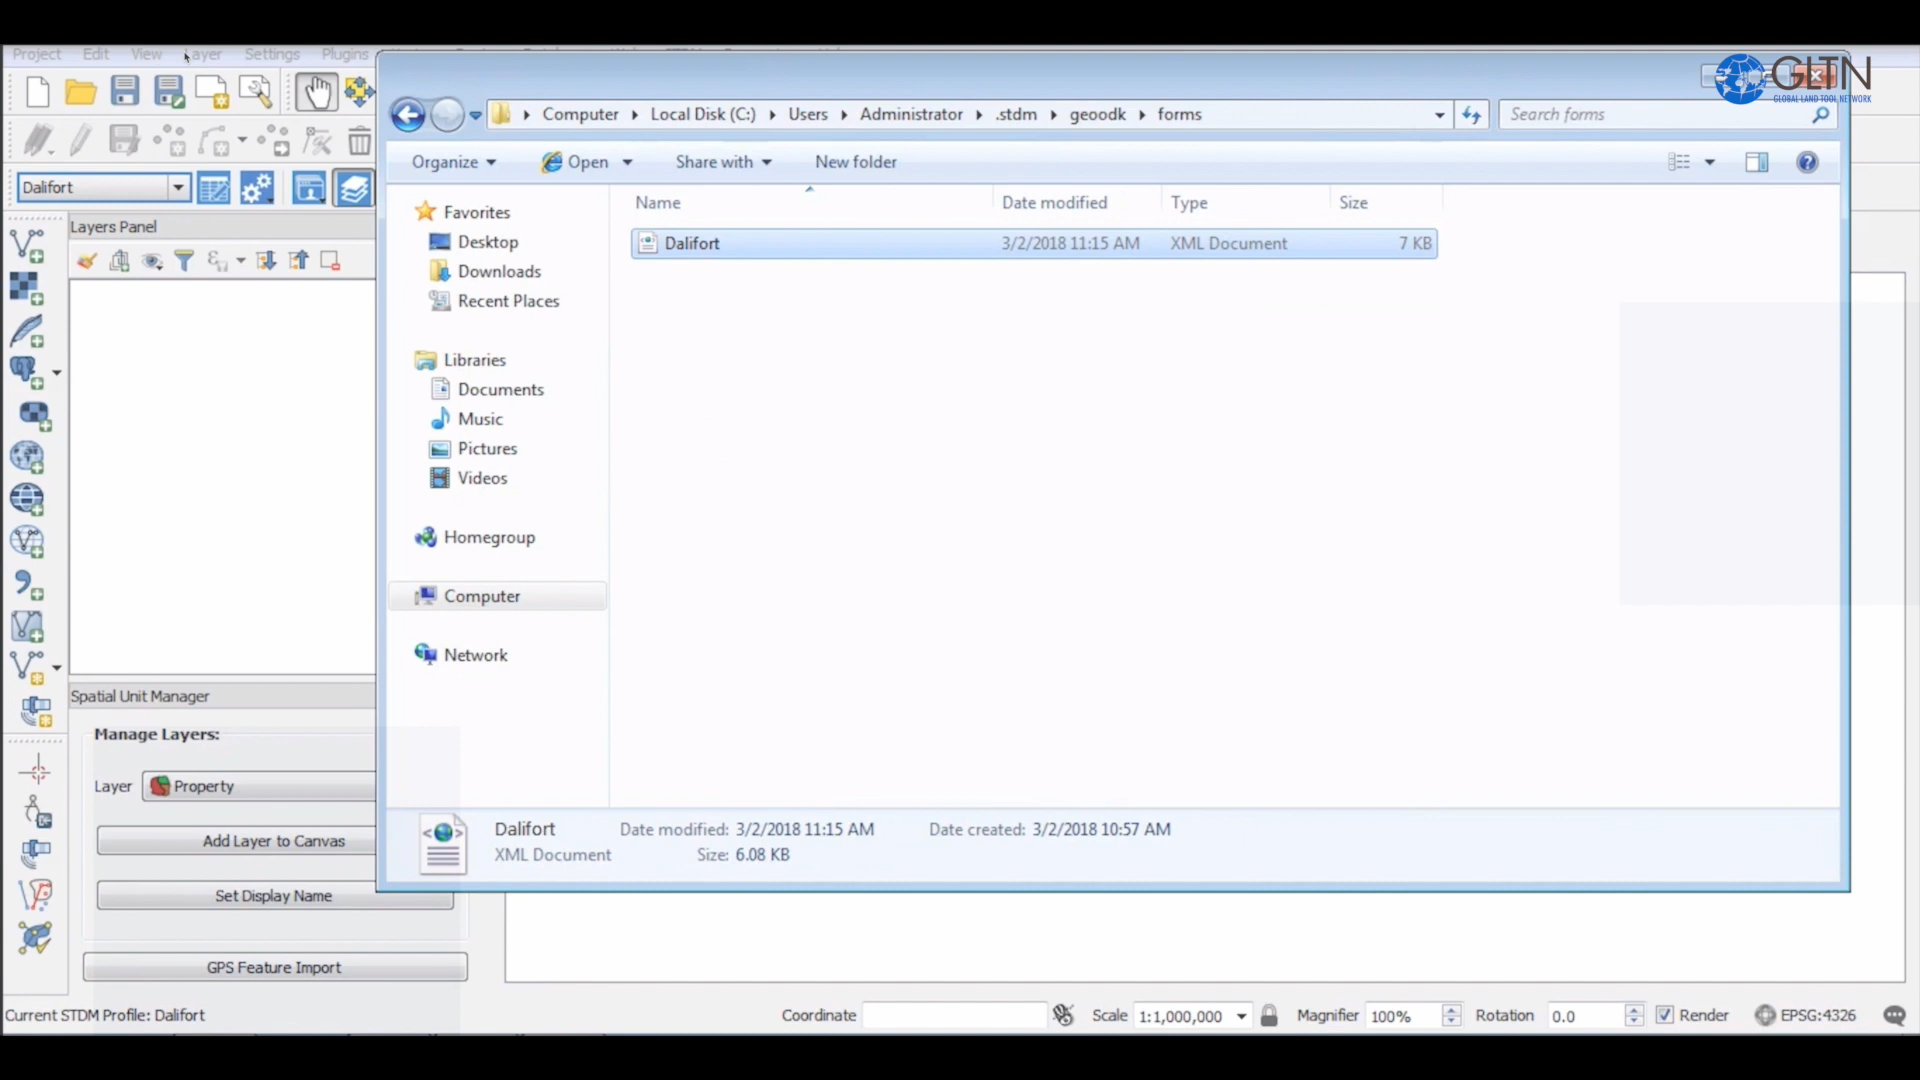 Project Edit View Layer Settings Plugins
GLTN
GLOBAL LAND TOOL NETWORK
Computer Local Disk (C:) Users Administrator .stdm geoodk forms
Search forms
Organize Open Share with New folder
Dalifort
Layers Panel
Name Date modified Type Size
Dalifort 3/2/2018 11:15 AM XML Document 7 KB
Favorites
Desktop
Downloads
Recent Places
Libraries
Documents
Music
Pictures
Videos
Homegroup
Computer
Network
Spatial Unit Manager
Manage Layers:
Layer Property
Add Layer to Canvas
Set Display Name
GPS Feature Import
Dalifort Date modified: 3/2/2018 11:15 AM Date created: 3/2/2018 10:57 AM
XML Document Size: 6.08 KB
Current STDM Profile: Dalifort
Coordinate Scale 1:1,000,000 Magnifier 100% Rotation 0.0 Render EPSG:4326